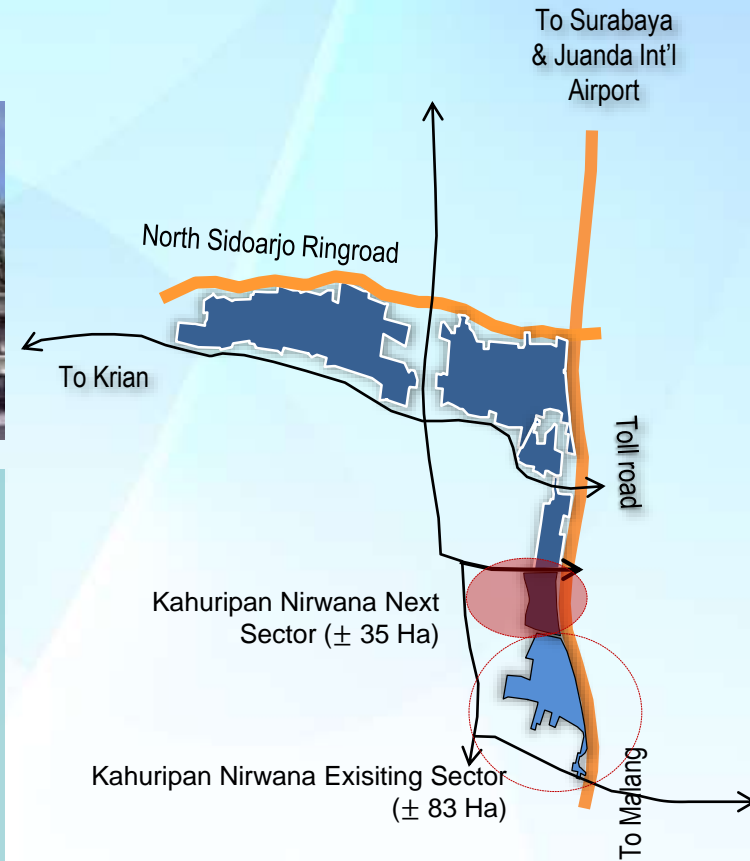 To Surabaya
& Juanda Int'l
Airport
North Sidoarjo Ringroad
To Krian
Toll road
Kahuripan Nirwana Next
Sector (± 35 Ha)
Kahuripan Nirwana Exisiting Sector
(± 83 Ha)
To Malang